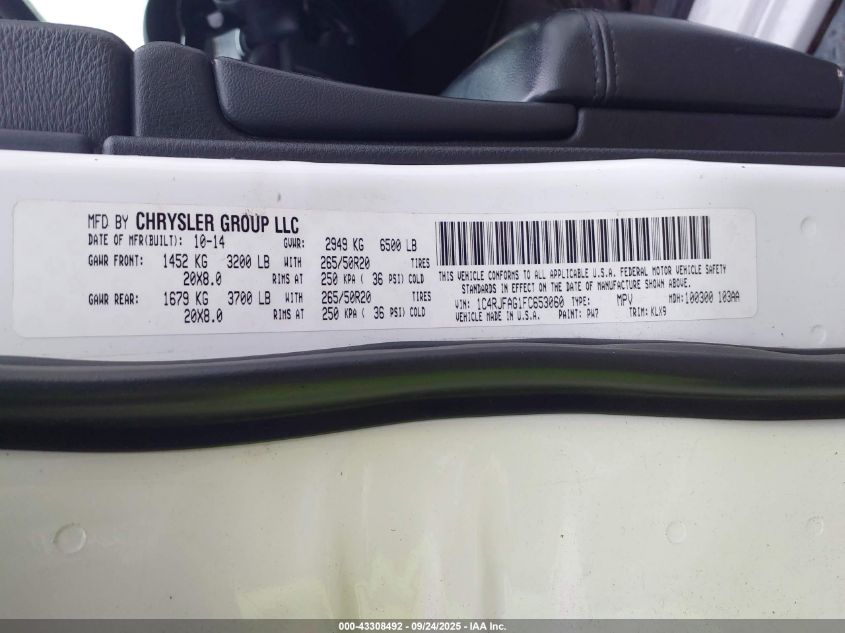 MFD BY CHRYSLER GROUP LLC
DATE OF MFR(BUILT): 10-14 GVWR: 2949 KG 6500 LB
GAWR FRONT: 1452 KG 3200 LB WITH 265/50R20 TIRES
20X8.0 RIMS AT 250 KPA ( 36 PSI) COLD
GAWR REAR: 1679 KG 3700 LB WITH 265/50R20 TIRES
20X8.0 RIMS AT 250 KPA ( 36 PSI) COLD
THIS VEHICLE CONFORMS TO ALL APPLICABLE U.S.A. FEDERAL MOTOR VEHICLE SAFETY
STANDARDS IN EFFECT ON THE DATE OF MANUFACTURE SHOWN ABOVE.
VIN: 1C4RJFAG1FC653060 TYPE: MPV MDH: 100300 103AA
VEHICLE MADE IN U.S.A. PAINT: PW7 TRIM: KLX9
000-43308492 - 09/24/2025 - IAA Inc.